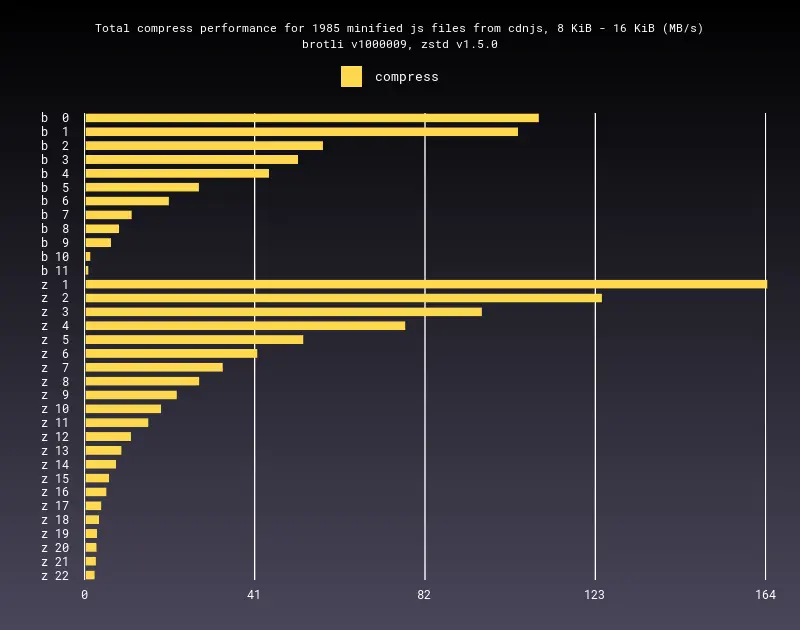 Total compress performance for 1985 minified js files from cdnjs, 8 KiB - 16 KiB (MB/s)
brotli v1000009, zstd v1.5.0
compress
b 0
b 1
b 2
b 3
b 4
b 5
b 6
b 7
b 8
b 9
b 10
b 11
z 1
z 2
z 3
z 4
z 5
z 6
z 7
z 8
z 9
z 10
z 11
z 12
z 13
z 14
z 15
z 16
z 17
z 18
z 19
z 20
z 21
z 22
0 41 82 123 164